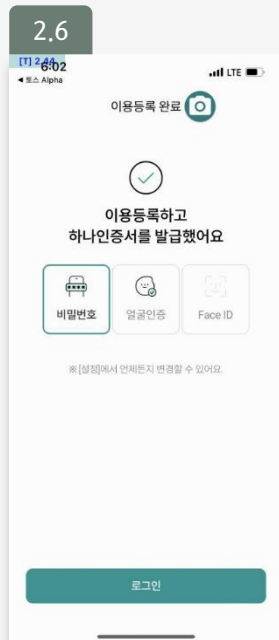 2.6
[T] 2.44
6:02
LTE
◀ 토스 Alpha
이용등록 완료
이용등록하고
하나인증서를 발급했어요
비밀번호
얼굴인증
Face ID
※ [설정]에서 언제든지 변경할 수 있어요.
로그인